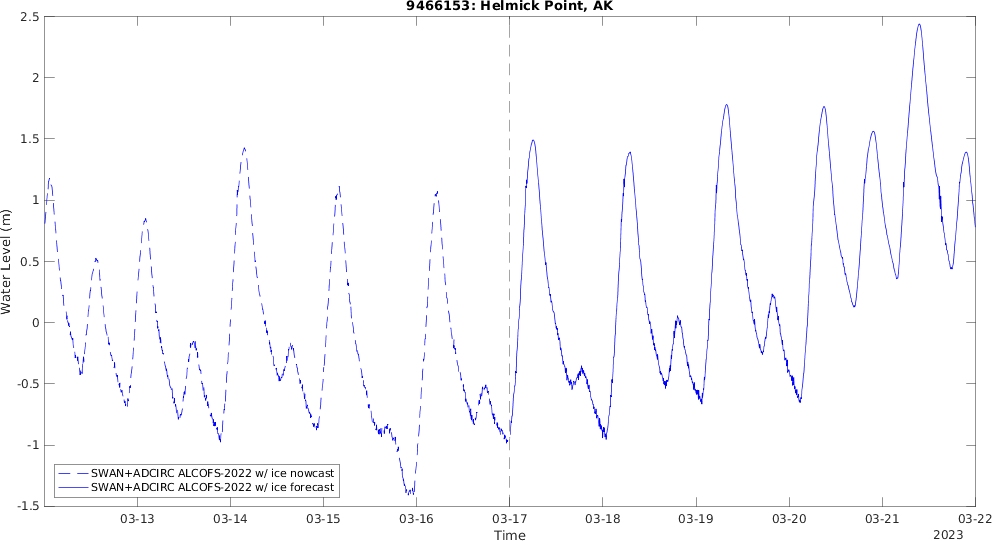 9466153: Helmick Point, AK
2.5
2
1.5
1
0.5
0
-0.5
-1
-1.5
Water Level (m)
SWAN+ADCIRC ALCOFS-2022 w/ ice nowcast
SWAN+ADCIRC ALCOFS-2022 w/ ice forecast
03-13 03-14 03-15 03-16 03-17 03-18 03-19 03-20 03-21 03-22
Time
2023